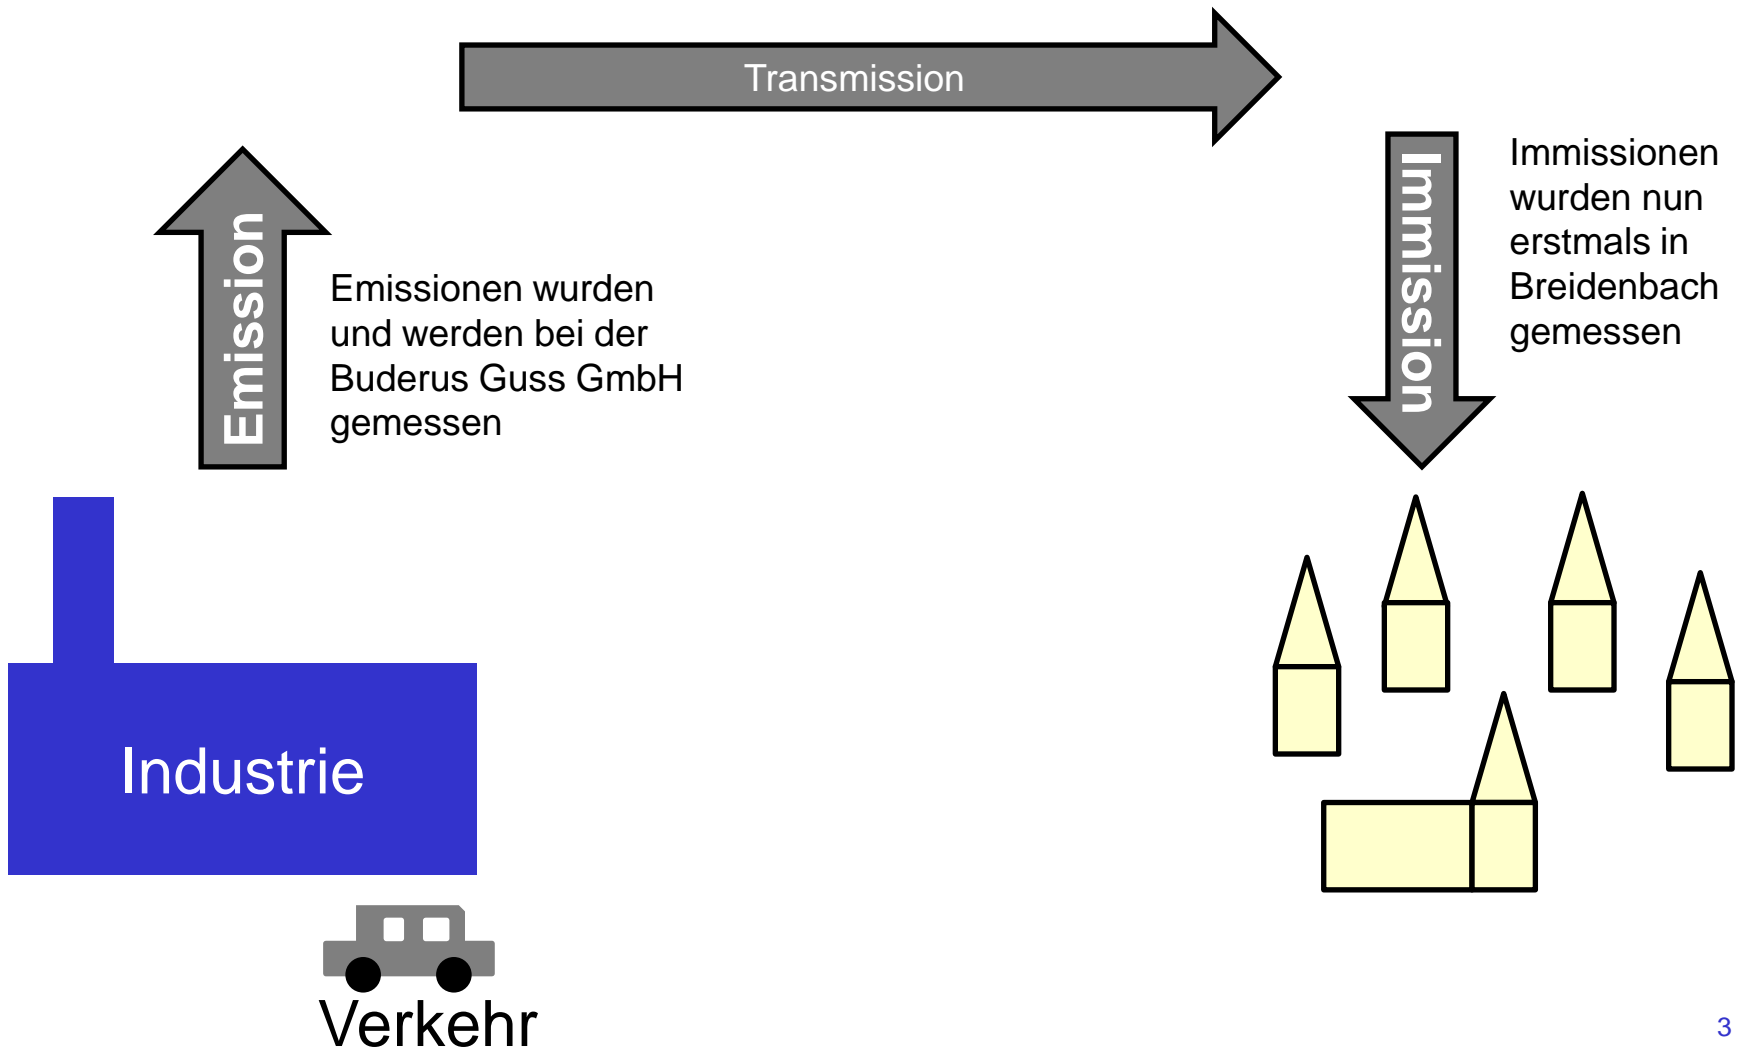 Transmission
Emission
Emissionen wurden
und werden bei der
Buderus Guss GmbH
gemessen
Immission
Immissionen
wurden nun
erstmals in
Breidenbach
gemessen
Industrie
Verkehr
3